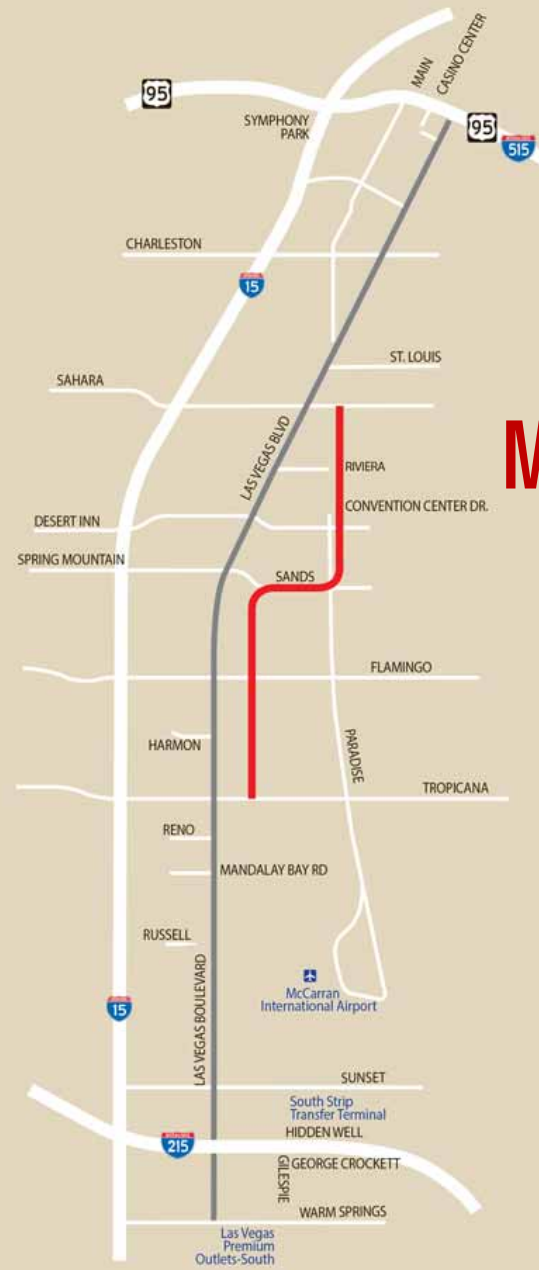 95
MAIN
CASINO CENTER
SYMPHONY
PARK
95
515
CHARLESTON
15
ST. LOUIS
SAHARA
LAS VEGAS BLVD
M
RIVIERA
CONVENTION CENTER DR.
DESERT INN
SPRING MOUNTAIN
SANDS
FLAMINGO
HARMON
PARADISE
TROPICANA
RENO
MANDALAY BAY RD
RUSSELL
LAS VEGAS BOULEVARD
McCarran
International Airport
15
SUNSET
South Strip
Transfer Terminal
HIDDEN WELL
215
GILESPIE
GEORGE CROCKETT
WARM SPRINGS
Las Vegas
Premium
Outlets-South